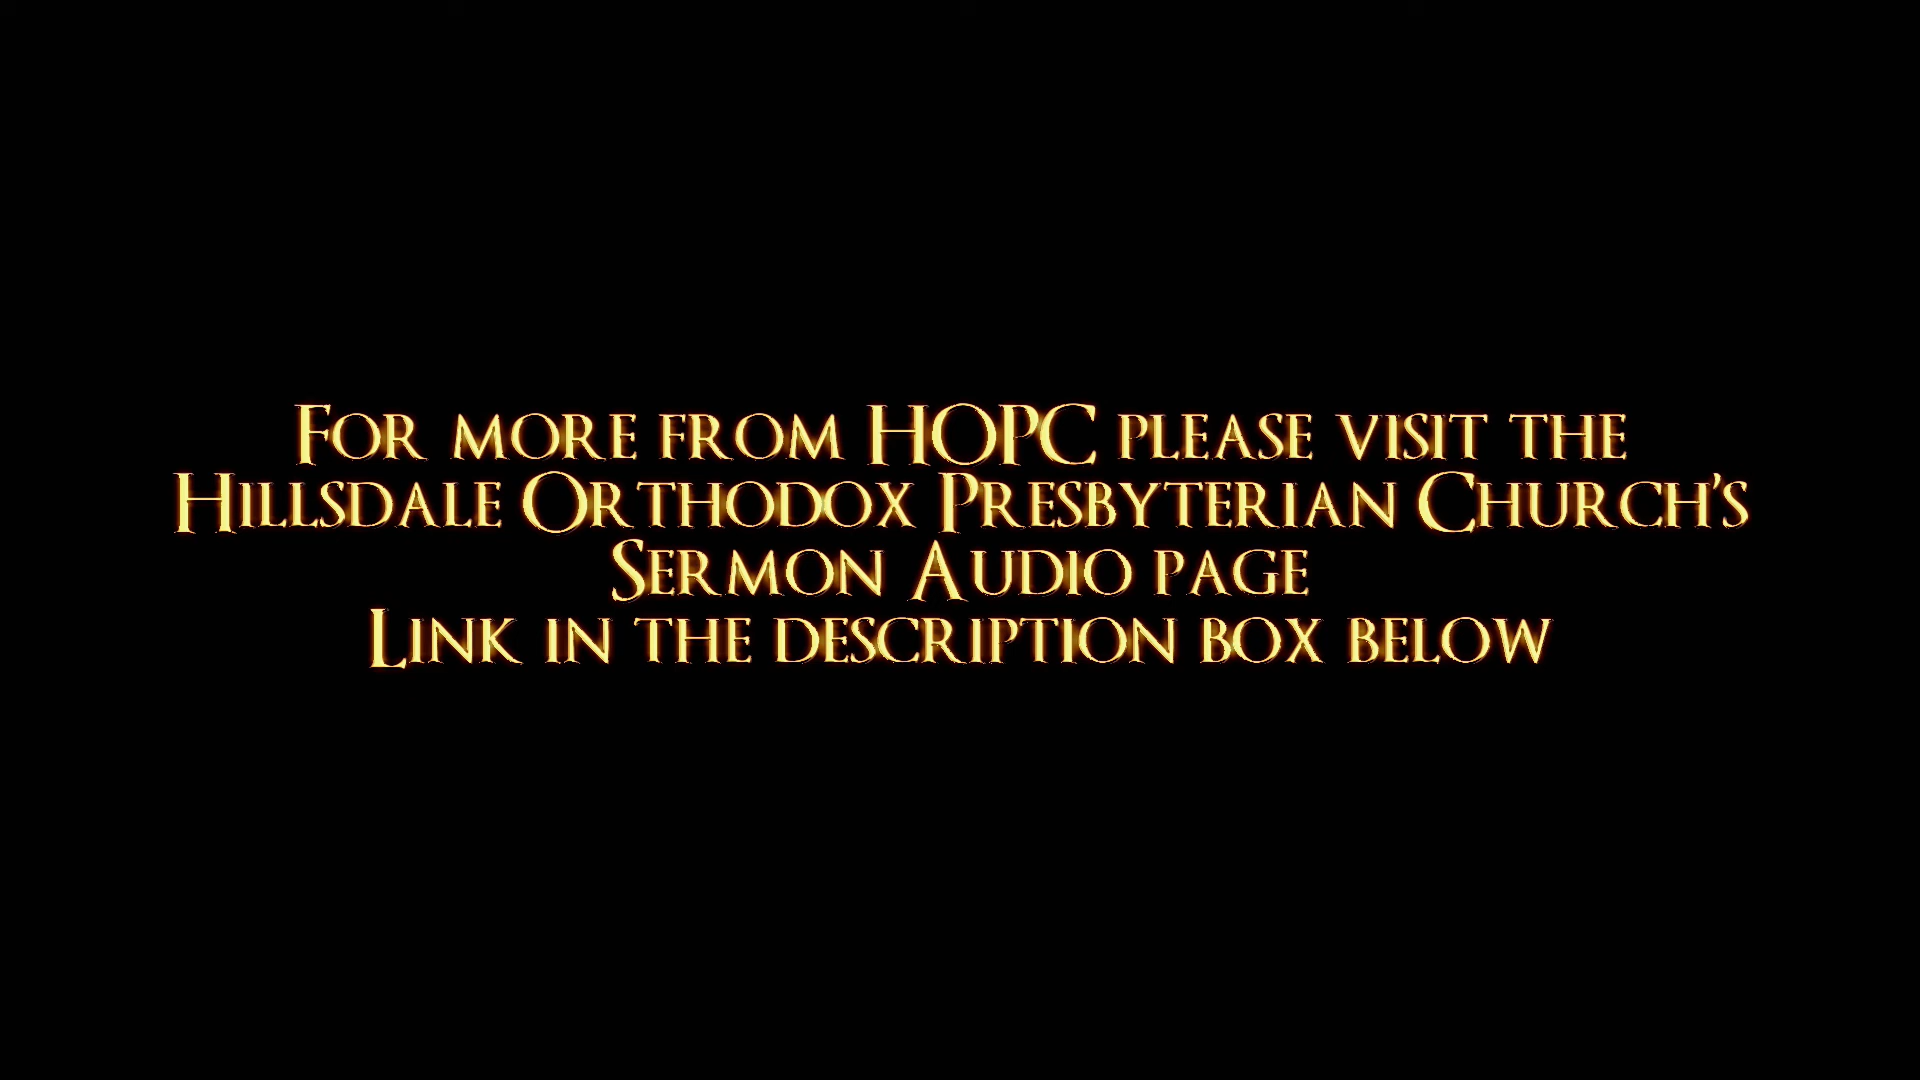 For more from HOPC please visit the
Hillsdale Orthodox Presbyterian Church's
Sermon Audio page
Link in the description box below